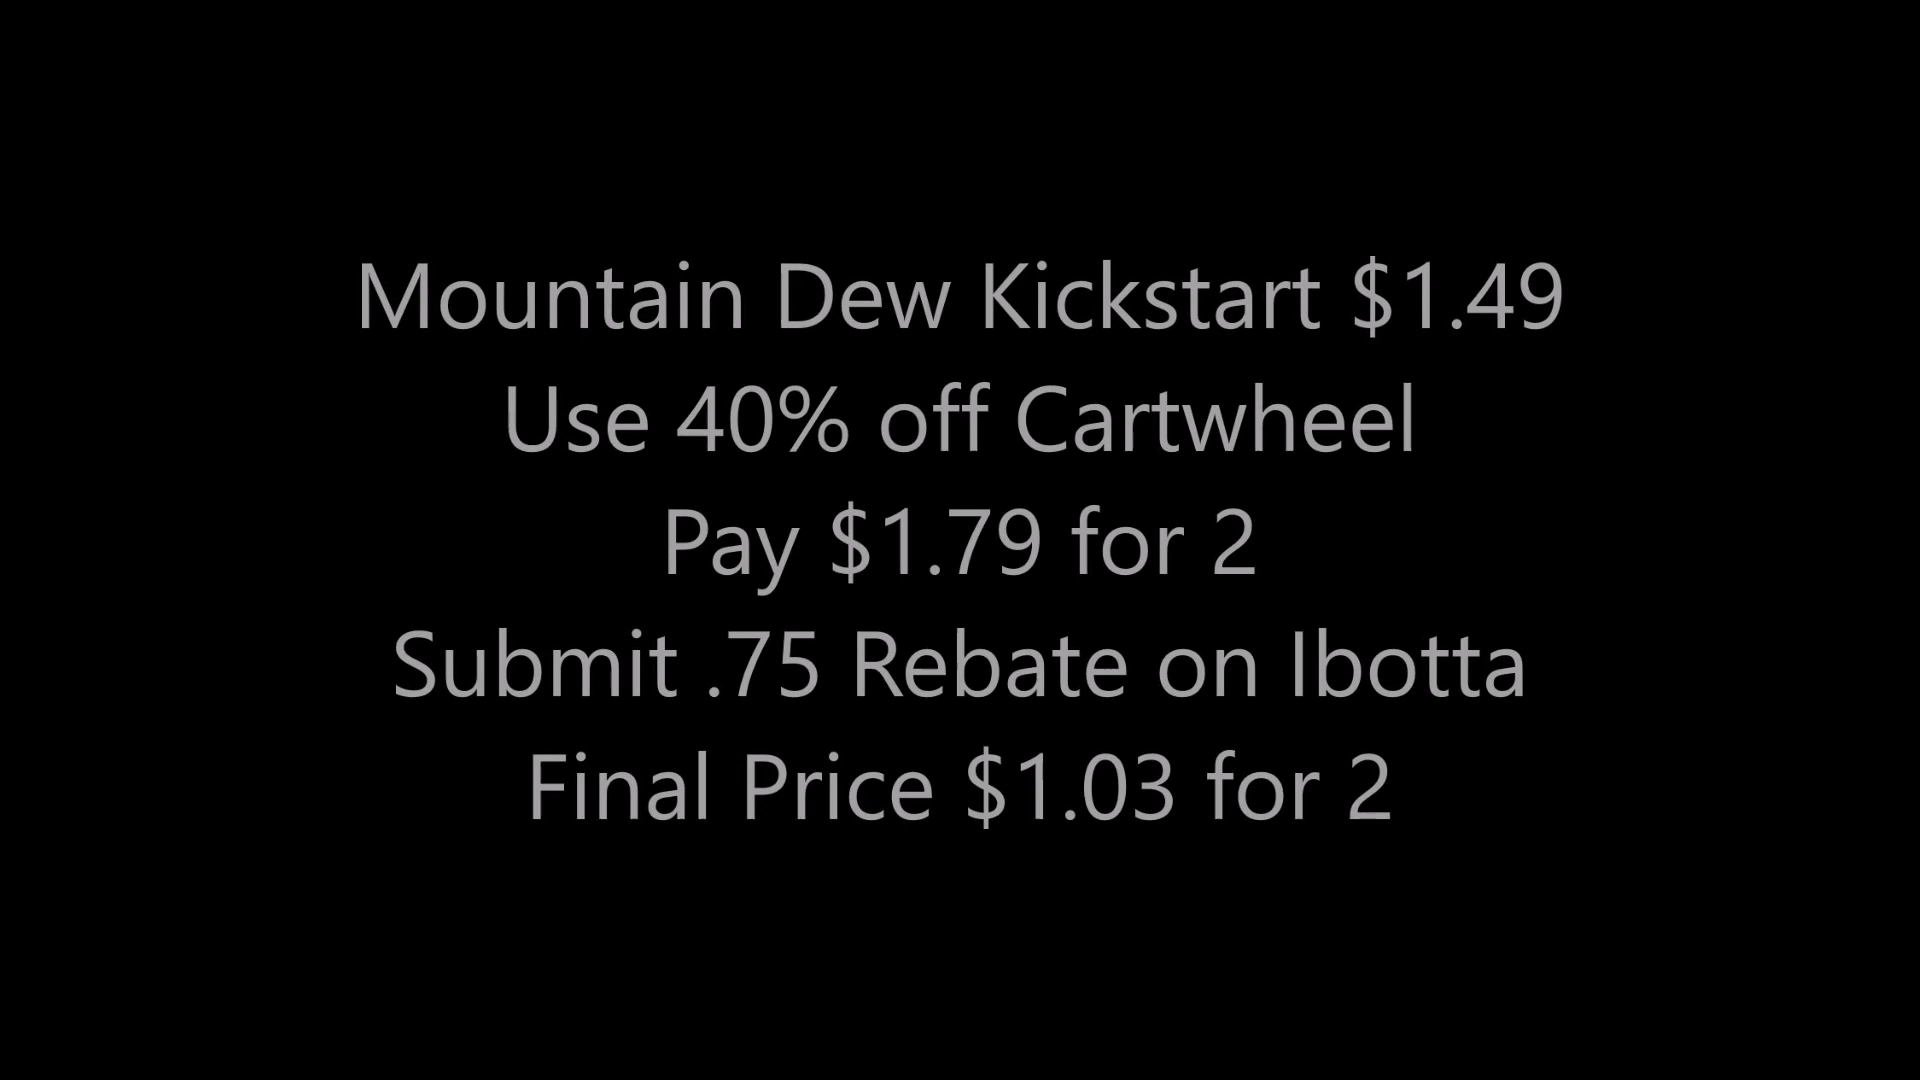 Mountain Dew Kickstart $1.49
Use 40% off Cartwheel
Pay $1.79 for 2
Submit .75 Rebate on Ibotta
Final Price $1.03 for 2